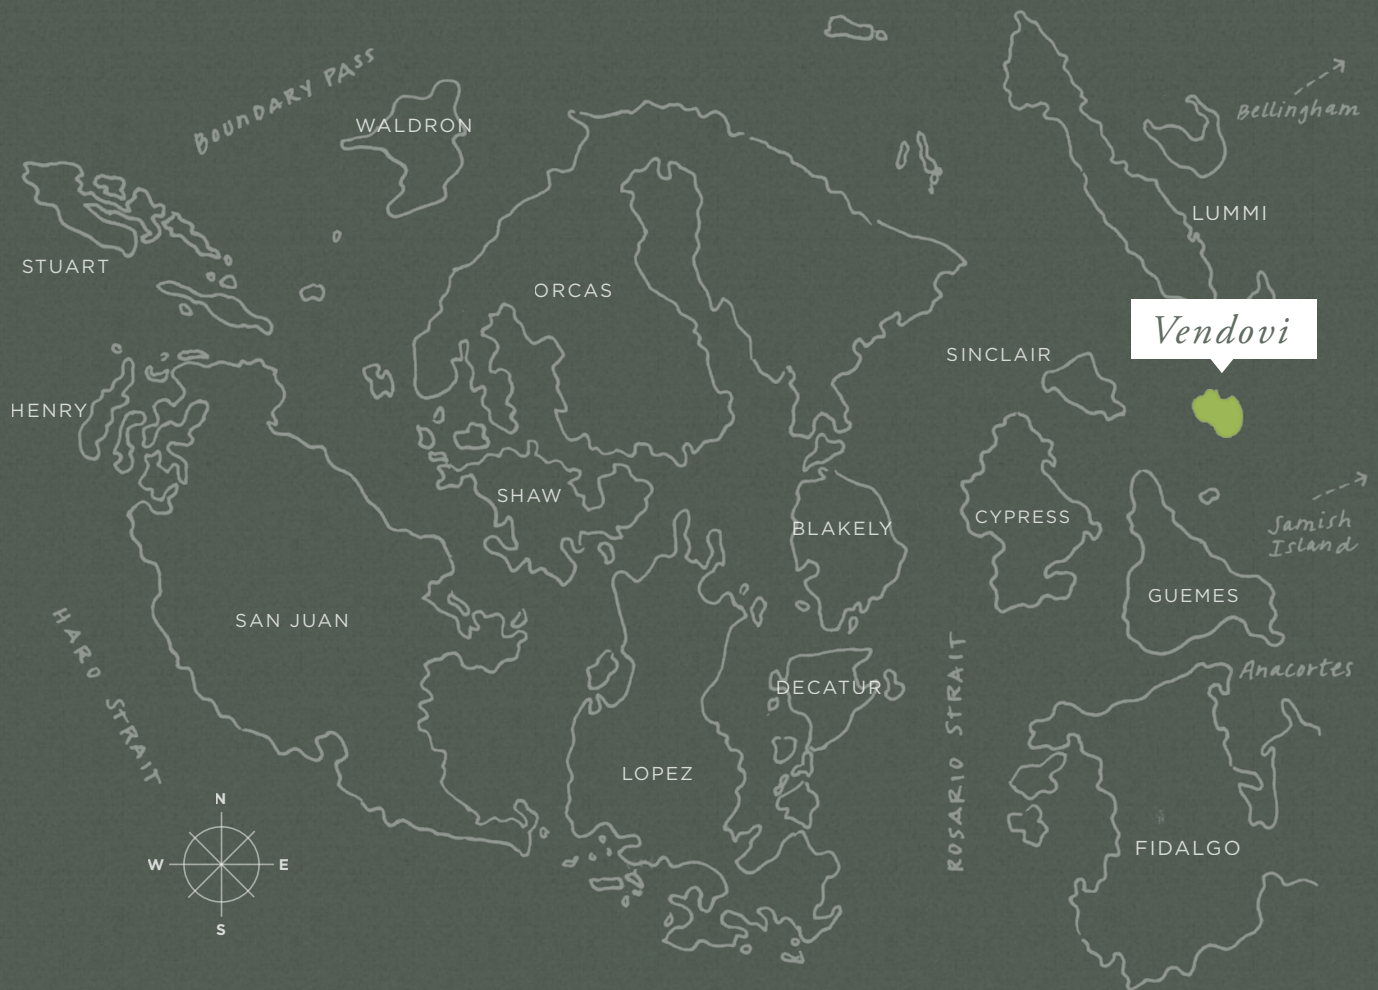 BOUNDARY PASS
WALDRON
Bellingham
LUMMI
STUART
ORCAS
Vendovi
SINCLAIR
HENRY
SHAW
CYPRESS
BLAKELY
Samish
Island
GUEMES
SAN JUAN
HARO STRAIT
Anacortes
DECATUR
ROSARIO STRAIT
LOPEZ
N
W
E
S
FIDALGO